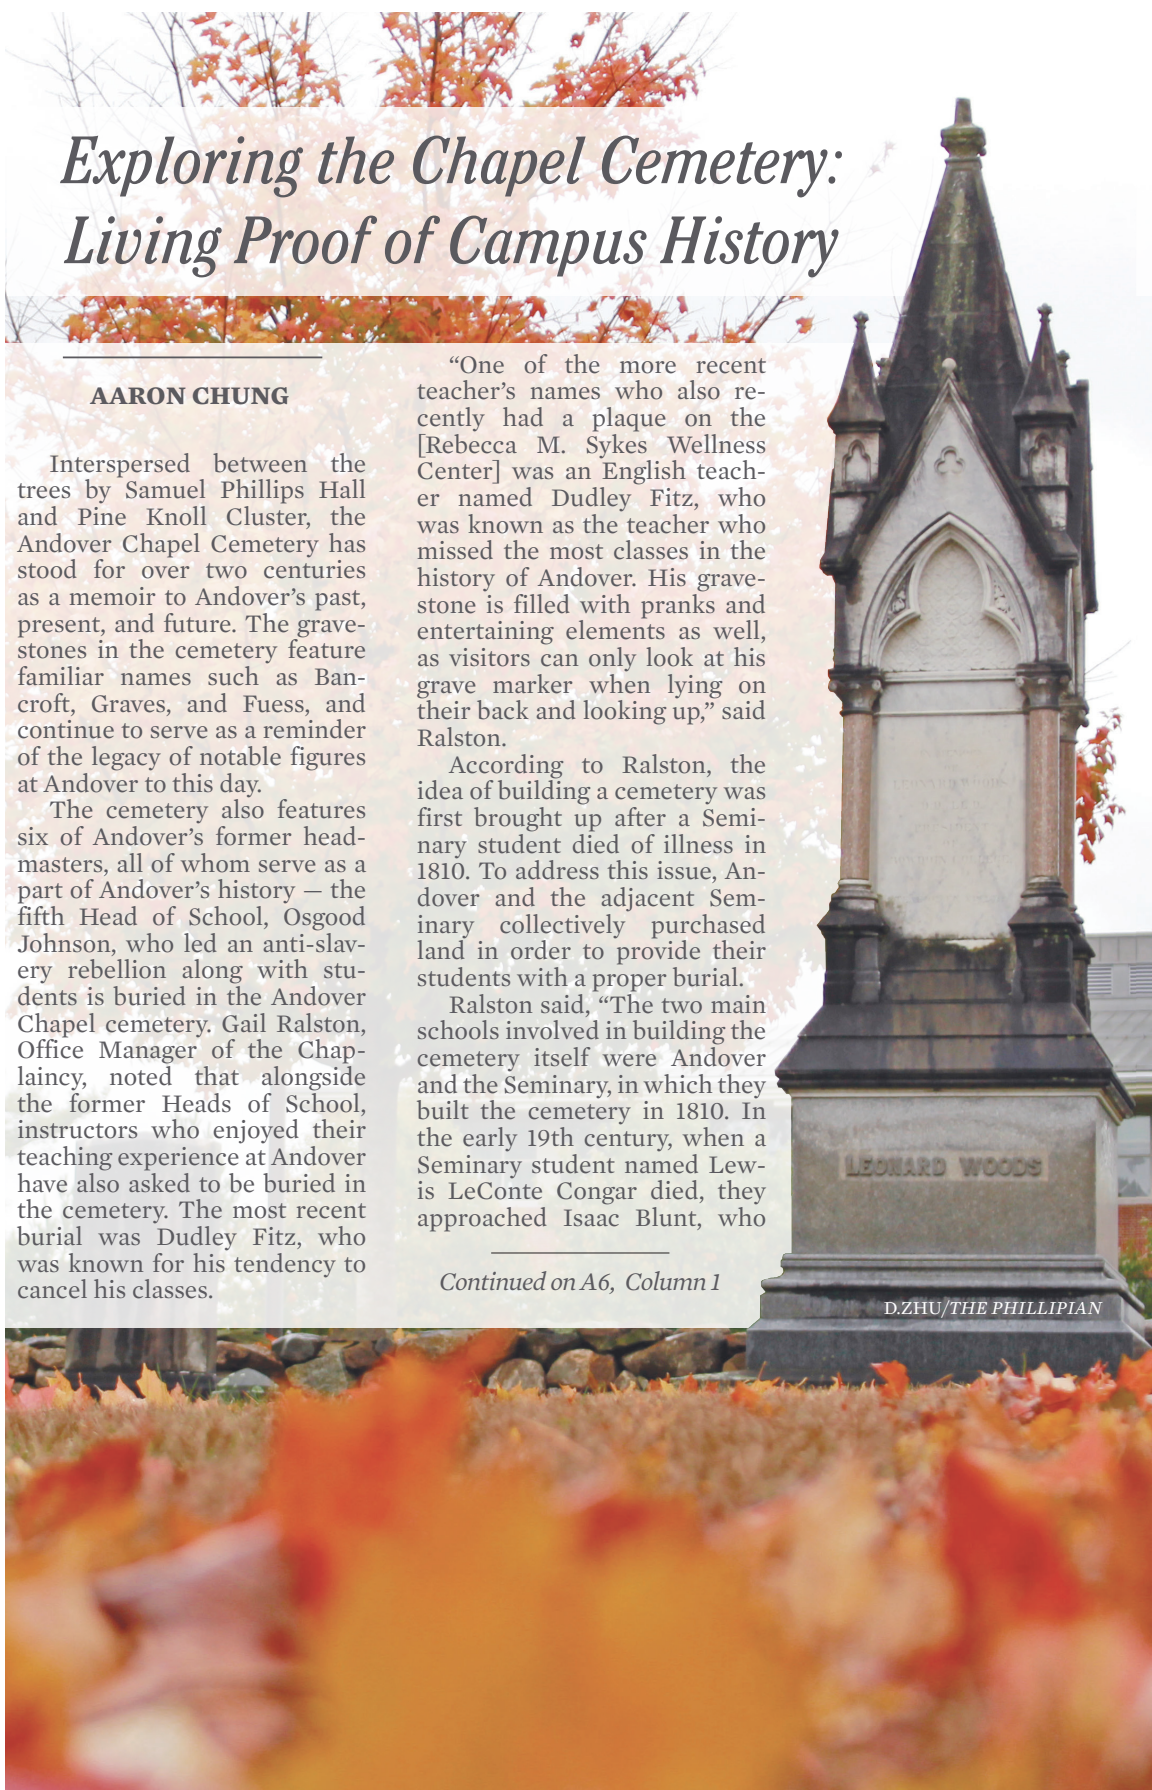 Exploring the Chapel Cemetery:
Living Proof of Campus History
AARON CHUNG
Interspersed between the
trees by Samuel Phillips Hall
and Pine Knoll Cluster, the
Andover Chapel Cemetery has
stood for over two centuries
as a memoir to Andover's past,
present, and future. The grave-
stones in the cemetery feature
familiar names such as Ban-
croft, Graves, and Fuess, and
continue to serve as a reminder
of the legacy of notable figures
at Andover to this day.
The cemetery also features
six of Andover's former head-
masters, all of whom serve as a
part of Andover's history — the
fifth Head of School, Osgood
Johnson, who led an anti-slav-
ery rebellion along with stu-
dents is buried in the Andover
Chapel cemetery. Gail Ralston,
Office Manager of the Chap-
laincy, noted that alongside
the former Heads of School,
instructors who enjoyed their
teaching experience at Andover
have also asked to be buried in
the cemetery. The most recent
burial was Dudley Fitz, who
was known for his tendency to
cancel his classes.
“One of the more recent
teacher's names who also re-
cently had a plaque on the
[Rebecca M. Sykes Wellness
Center] was an English teach-
er named Dudley Fitz, who
was known as the teacher who
missed the most classes in the
history of Andover. His grave-
stone is filled with pranks and
entertaining elements as well,
as visitors can only look at his
grave marker when lying on
their back and looking up,” said
Ralston.
According to Ralston, the
idea of building a cemetery was
first brought up after a Semi-
nary student died of illness in
1810. To address this issue, An-
dover and the adjacent Sem-
inary collectively purchased
land in order to provide their
students with a proper burial.
Ralston said, “The two main
schools involved in building the
cemetery itself were Andover
and the Seminary, in which they
built the cemetery in 1810. In
the early 19th century, when a
Seminary student named Lew-
is LeConte Congar died, they
approached Isaac Blunt, who
Continued on A6, Column 1
LEONARD WOODS
D.ZHU/THE PHILLIPIAN